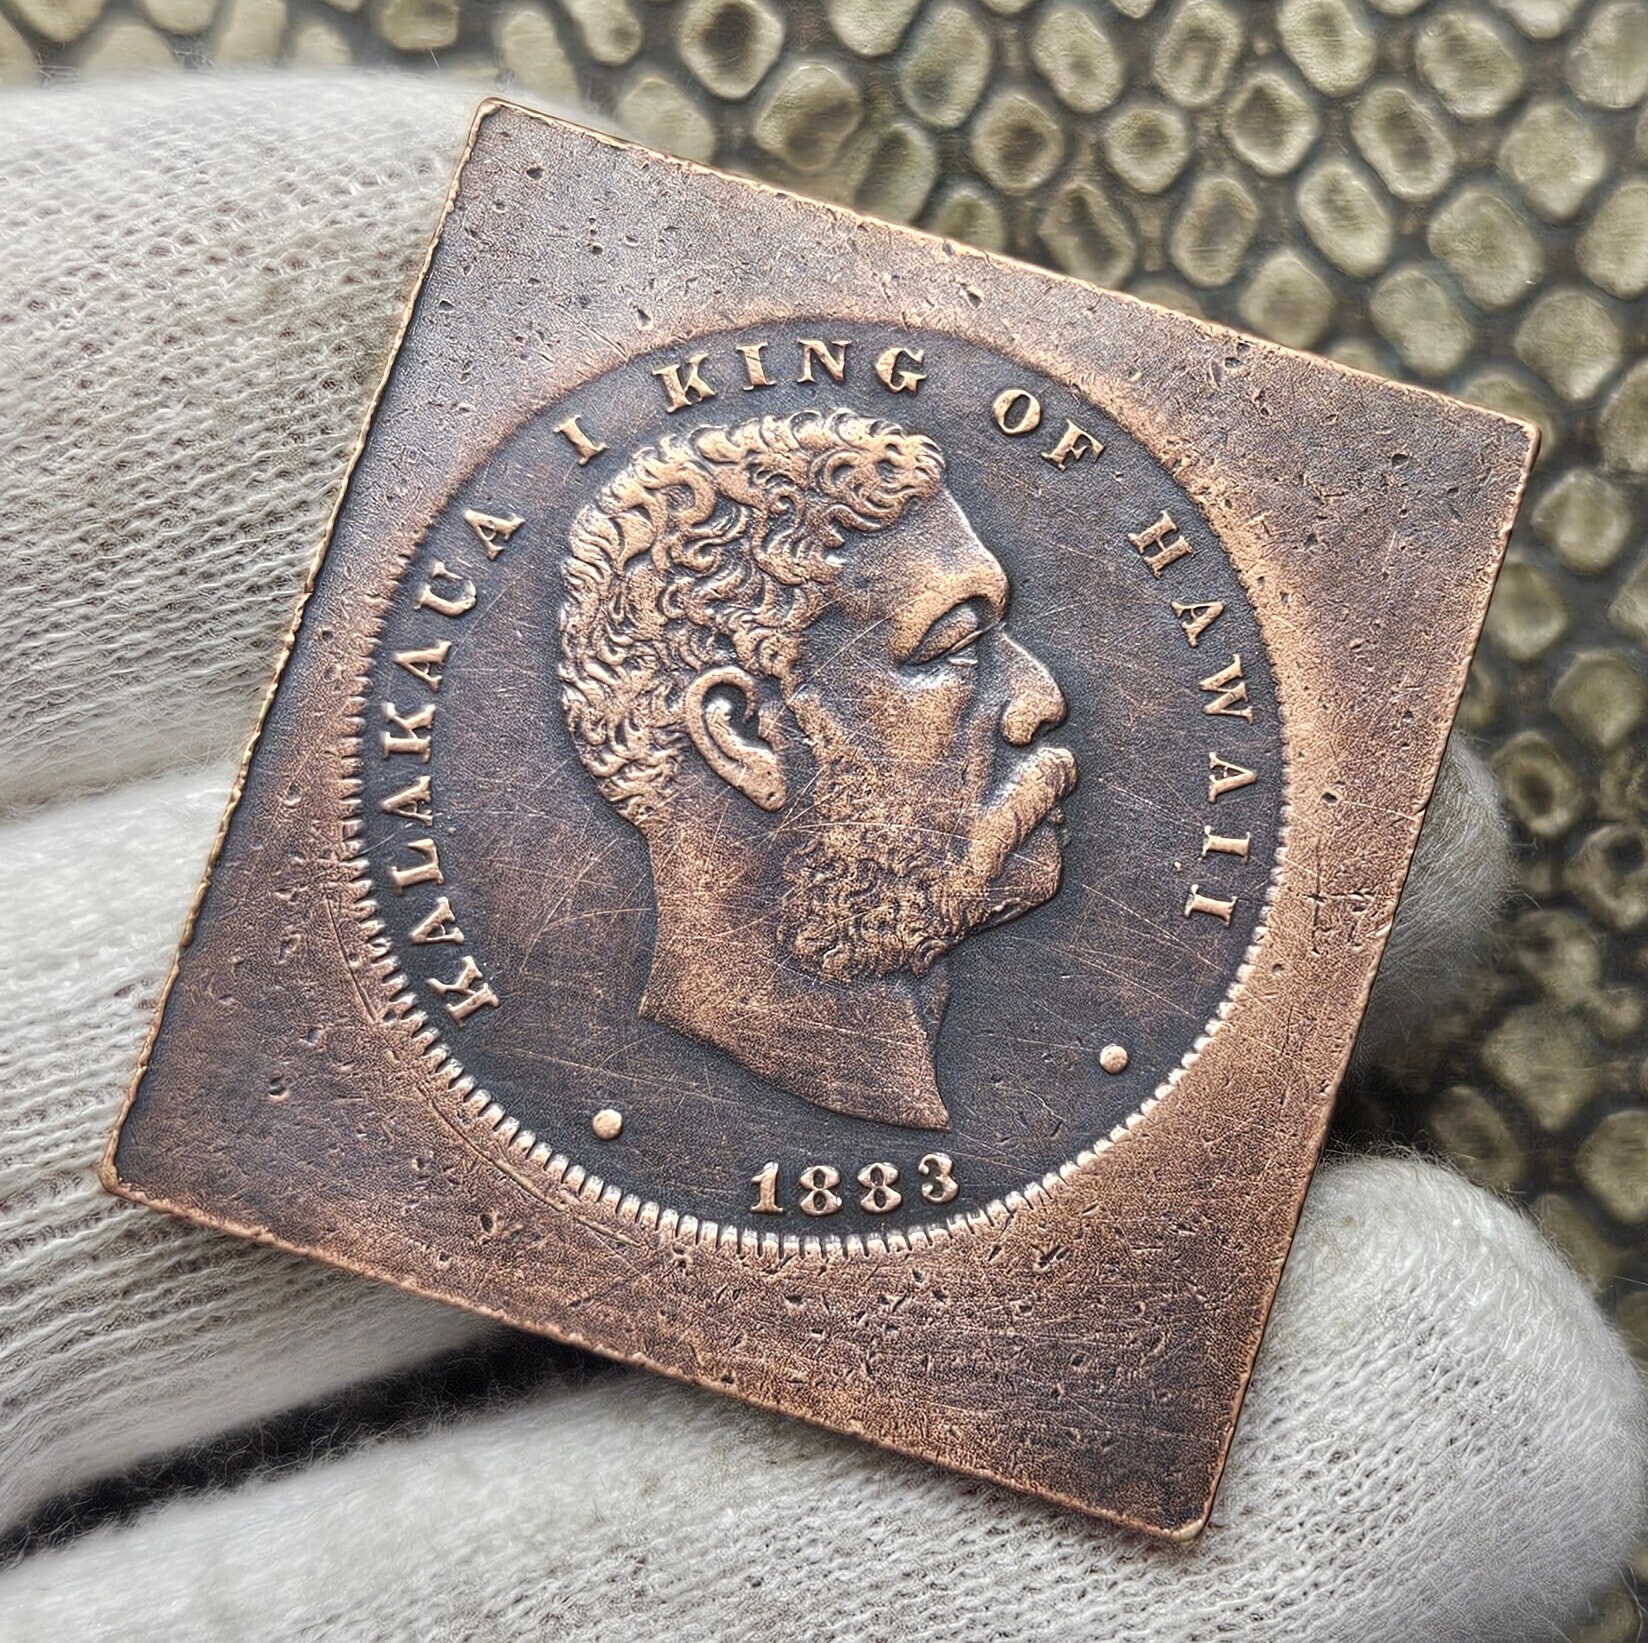 KALAKAUA I KING OF HAWAII
1883